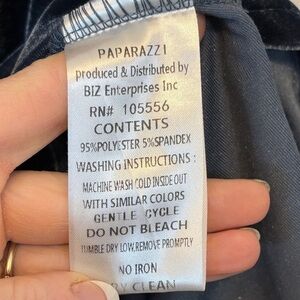 PAPARAZZI
produced & Distributed by
BIZ Enterprises Inc
RN# 105556
CONTENTS
95%POLYESTER 5%SPANDEX
WASHING INSTRUCTIONS :
MACHINE WASH COLD INSIDE OUT
WITH SIMILAR COLORS
GENTLE CYCLE
DO NOT BLEACH
TUMBLE DRY LOW,REMOVE PROMPTLY
NO IRON
CLEAN